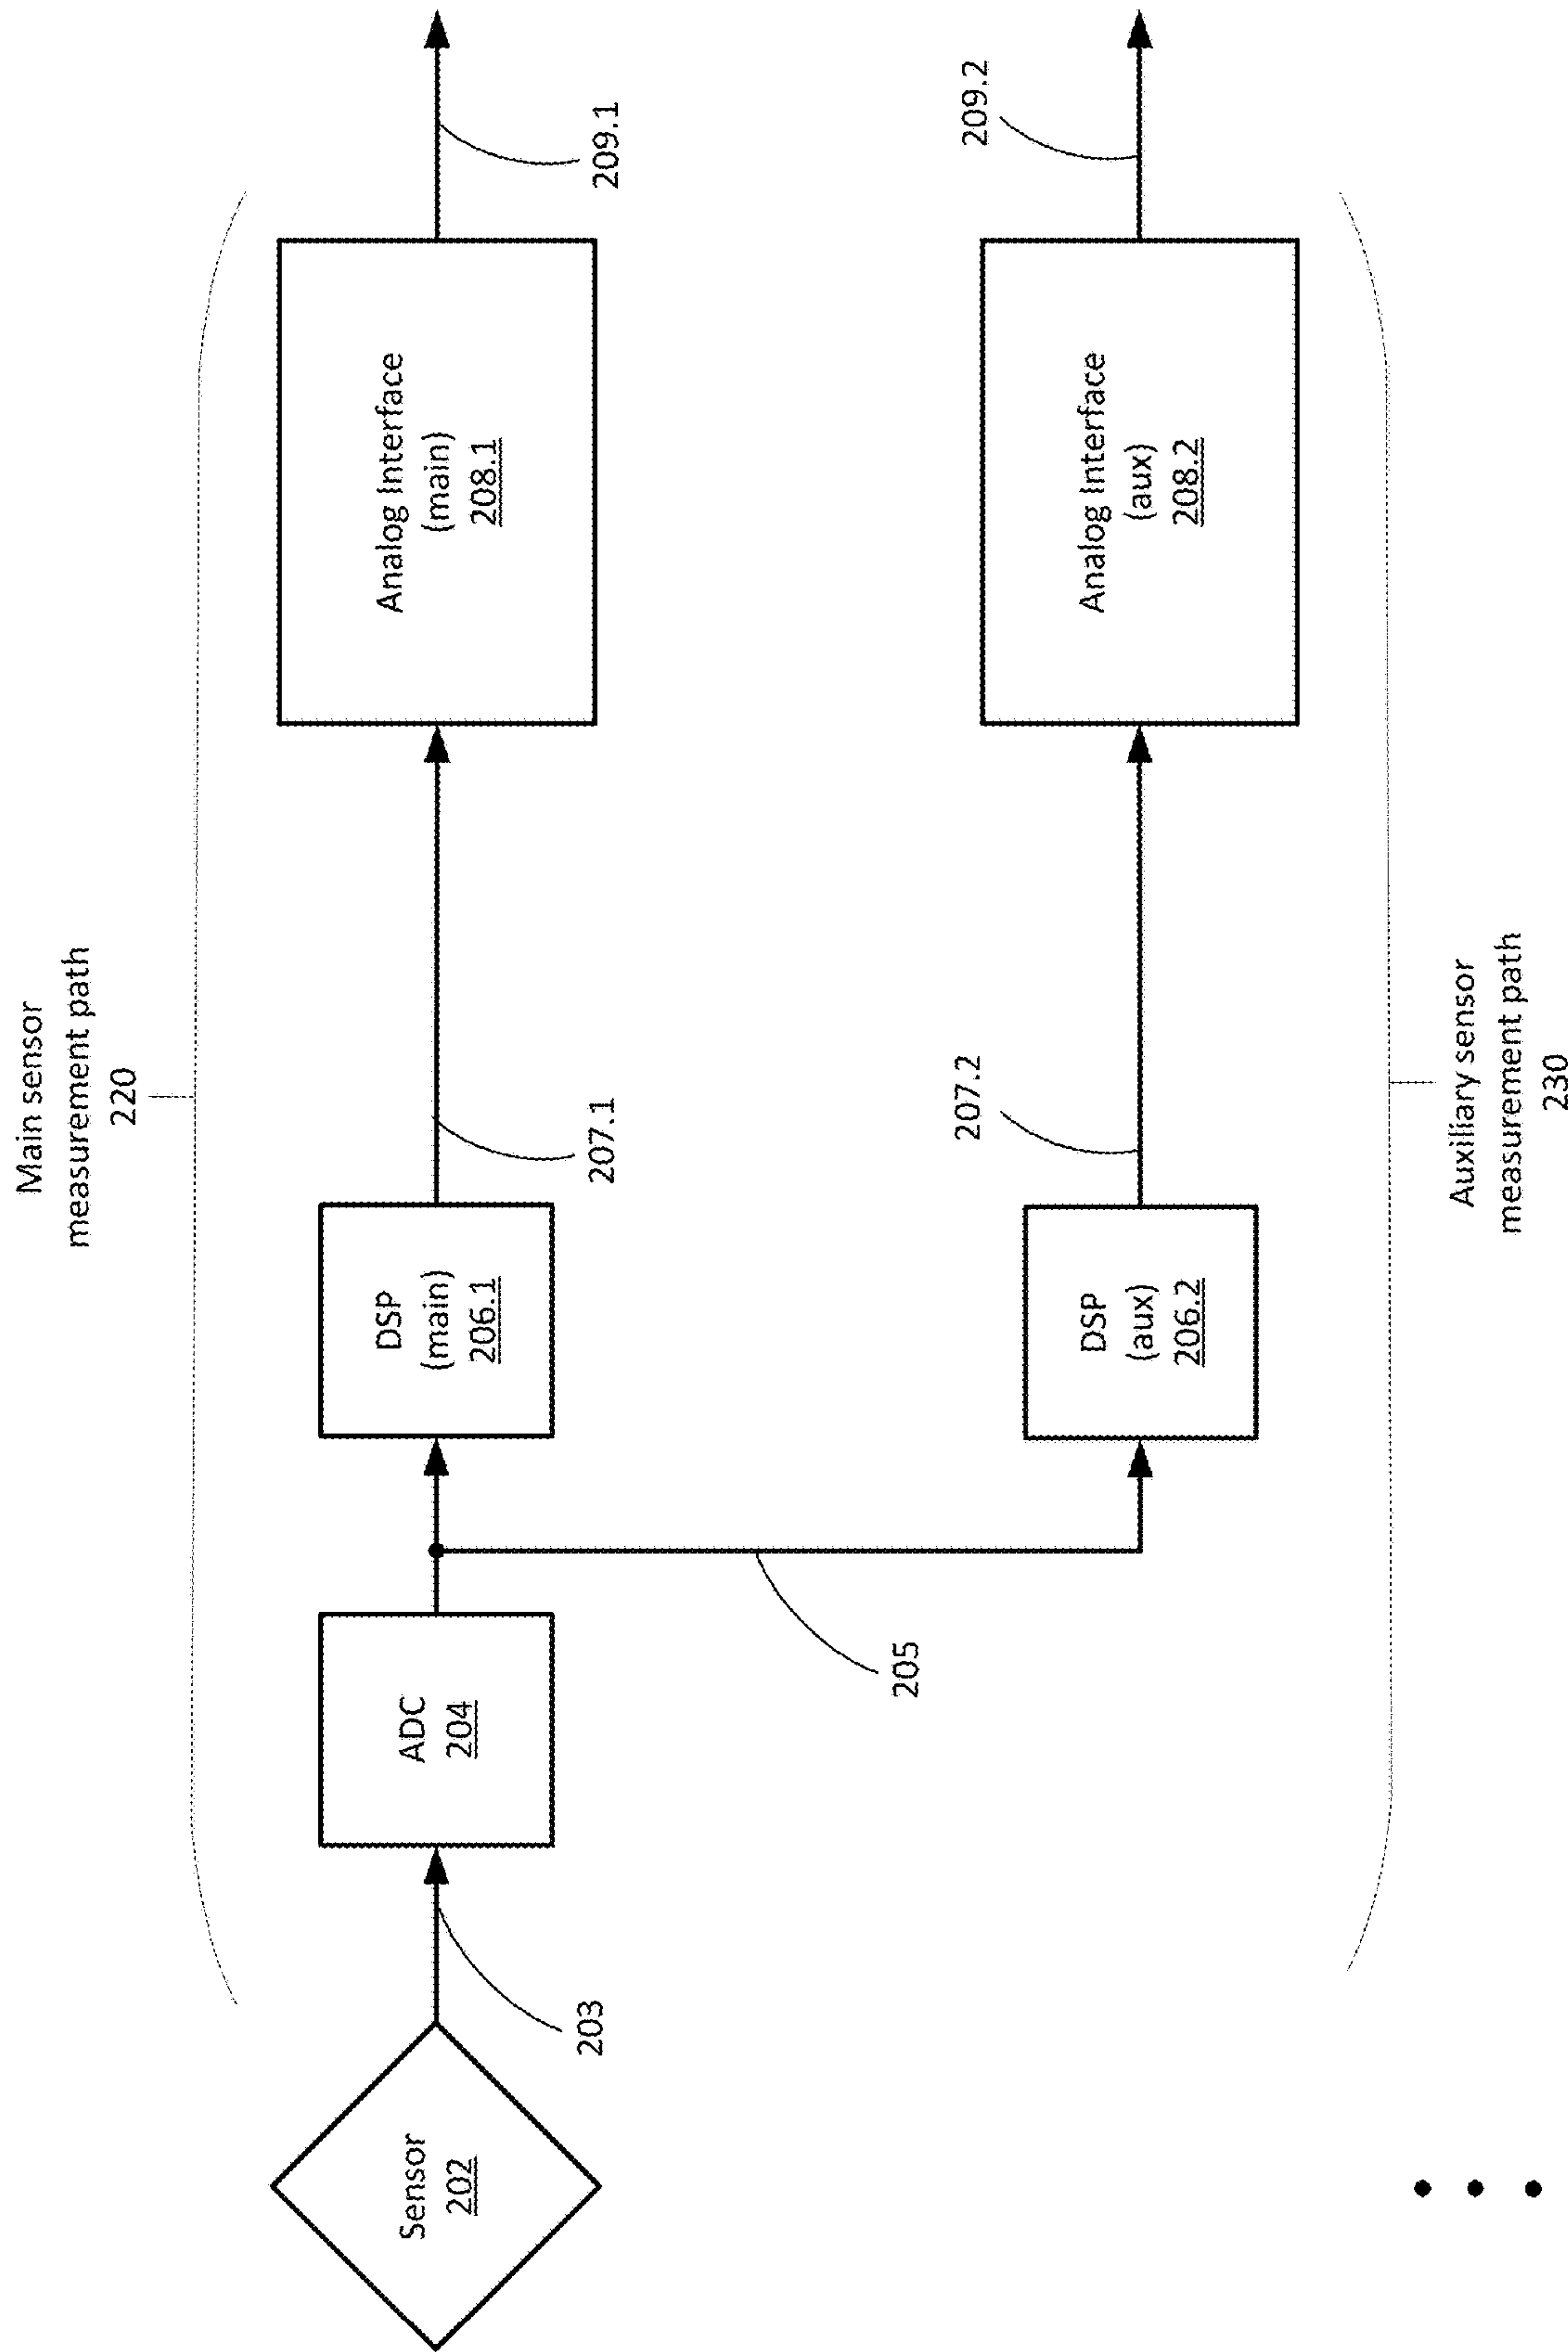 Main sensor
measurement path
220
Sensor
202
203
ADC
204
205
DSP
(main)
206.1
207.1
Analog Interface
(main)
208.1
209.1
DSP
(aux)
206.2
207.2
Analog Interface
(aux)
208.2
209.2
Auxiliary sensor
measurement path
230